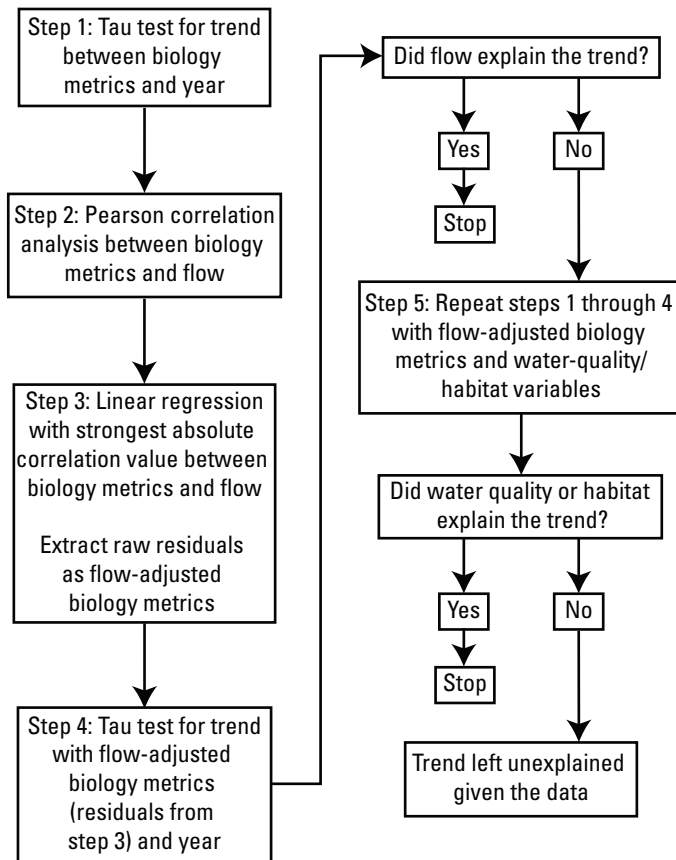 Step 1: Tau test for trend
between biology
metrics and year
Step 2: Pearson correlation
analysis between biology
metrics and flow
Step 3: Linear regression
with strongest absolute
correlation value between
biology metrics and flow
Extract raw residuals
as flow-adjusted
biology metrics
Step 4: Tau test for trend
with flow-adjusted
biology metrics
(residuals from
step 3) and year
Did flow explain the trend?
Yes
No
Stop
Step 5: Repeat steps 1 through 4
with flow-adjusted biology
metrics and water-quality/
habitat variables
Did water quality or habitat
explain the trend?
Yes
No
Stop
Trend left unexplained
given the data